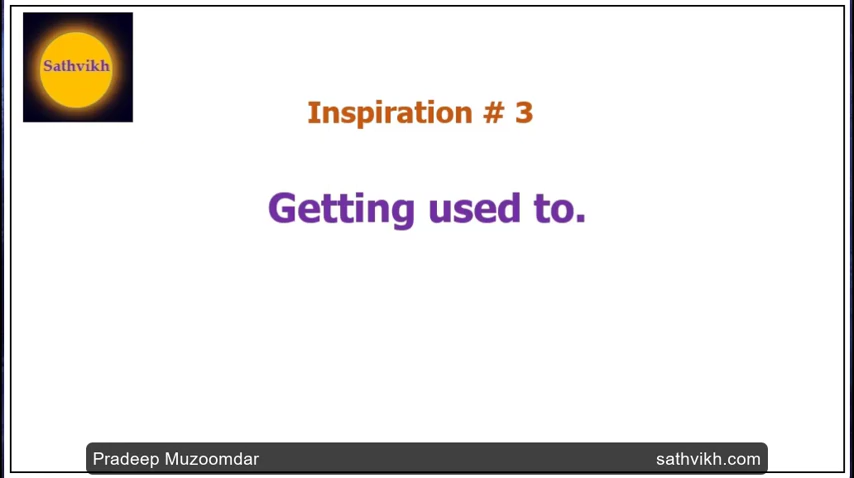 Sathvikh
Inspiration # 3
Getting used to.
Pradeep Muzoomdar sathvikh.com